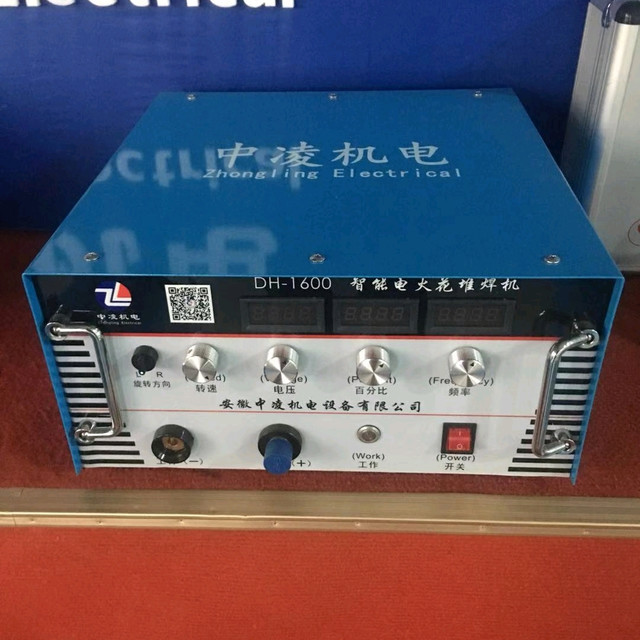 Electrical
中凌机电
Zhongling Electrical
DH-1600 智能电火花堆焊机
中凌机电
R
旋转方向
转速
电压
百分比
频率
安徽中凌机电设备有限公司
(－)
(＋)
(Work)
工作
(Power)
开关